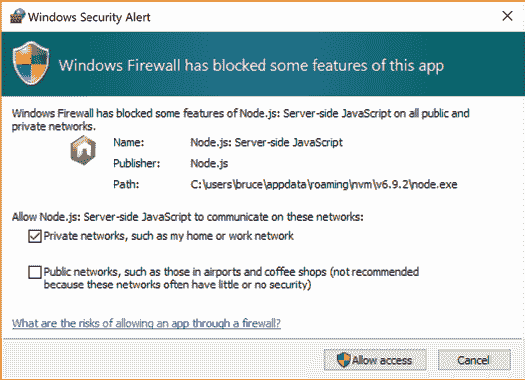 Windows Security Alert
Windows Firewall has blocked some features of this app
Windows Firewall has blocked some features of Node.js: Server-side JavaScript on all public and
private networks.
Name: Node.js: Server-side JavaScript
Publisher: Node.js
Path: C:\users\bruce\appdata\roaming\nvm\v6.9.2\node.exe
Allow Node.js: Server-side JavaScript to communicate on these networks:
Private networks, such as my home or work network
Public networks, such as those in airports and coffee shops (not recommended
because these networks often have little or no security)
What are the risks of allowing an app through a firewall?
Allow access Cancel